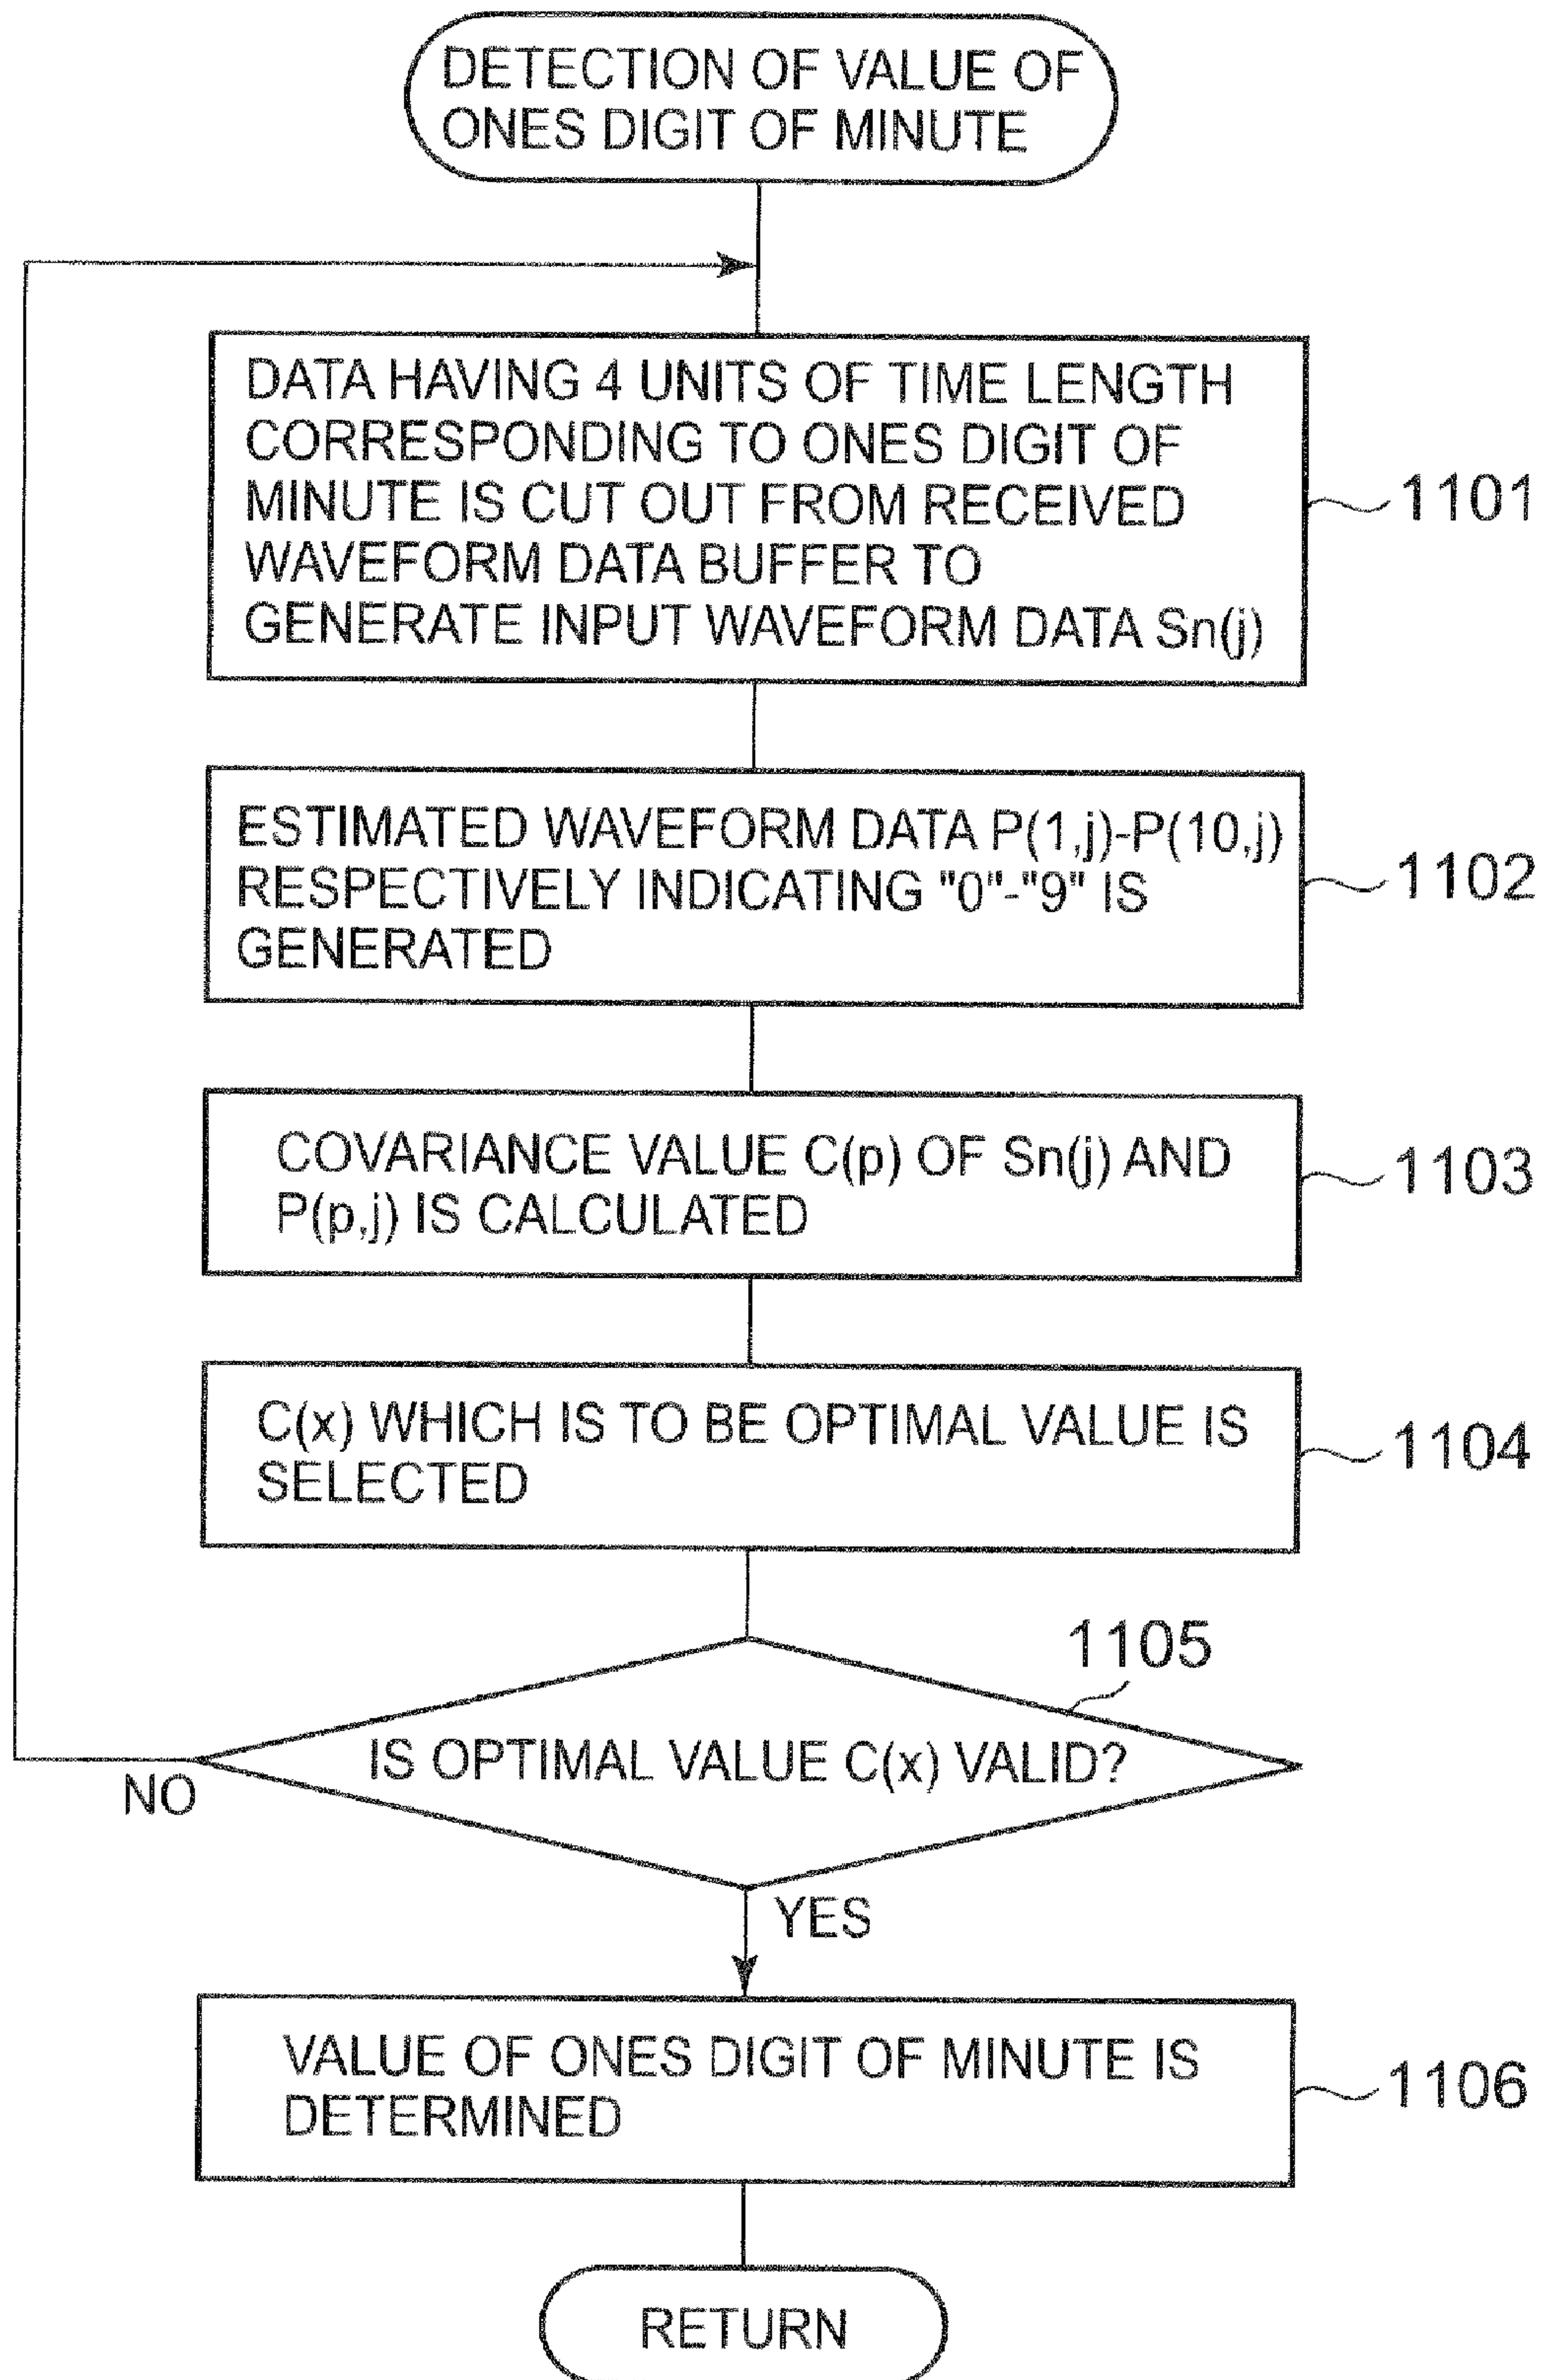 DETECTION OF VALUE OF
ONES DIGIT OF MINUTE
DATA HAVING 4 UNITS OF TIME LENGTH
CORRESPONDING TO ONES DIGIT OF
MINUTE IS CUT OUT FROM RECEIVED
WAVEFORM DATA BUFFER TO
GENERATE INPUT WAVEFORM DATA Sn(j)
1101
ESTIMATED WAVEFORM DATA P(1,j)-P(10,j)
RESPECTIVELY INDICATING "0"-"9" IS
GENERATED
1102
COVARIANCE VALUE C(p) OF Sn(j) AND
P(p,j) IS CALCULATED
1103
C(x) WHICH IS TO BE OPTIMAL VALUE IS
SELECTED
1104
1105
IS OPTIMAL VALUE C(x) VALID?
NO
YES
VALUE OF ONES DIGIT OF MINUTE IS
DETERMINED
1106
RETURN